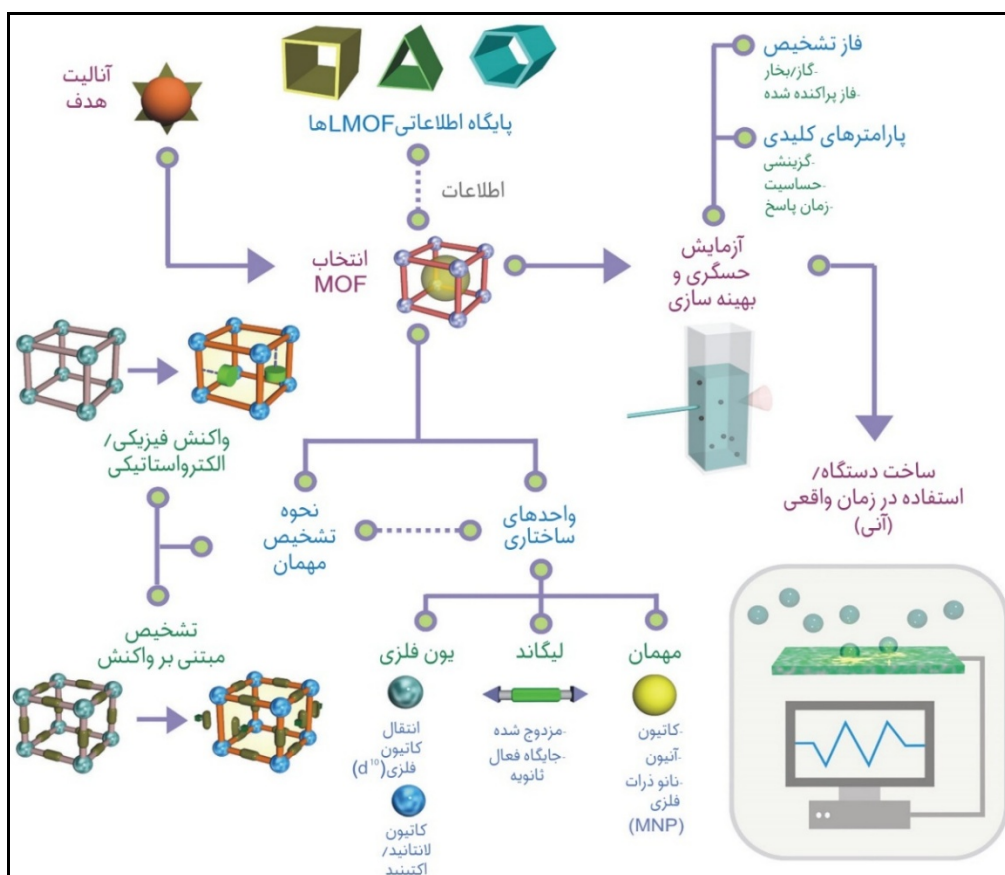 آنالیت
هدف
پایگاه اطلاعاتیLMOFها
اطلاعات
انتخاب
MOF
فاز تشخیص
-گاز/بخار
-فاز پراکنده شده
پارامترهای کلیدی
-گزینشی
-حساسیت
-زمان پاسخ
آزمایش
حسگری و
بهینه سازی
ساخت دستگاه/
استفاده در زمان واقعی
(آنی)
واکنش فیزیکی/
الکترواستاتیکی
نحوه
تشخیص
مهمان
واحدهای
ساختاری
تشخیص
مبتنی بر واکنش
یون فلزی
انتقال
کاتیون
فلزی(d¹⁰)
کاتیون
لانتانید/
اکتینید
لیگاند
-مزدوج شده
-جایگاه فعال
ثانویه
مهمان
-کاتیون
-آنیون
-نانو ذرات
فلزی
(MNP)